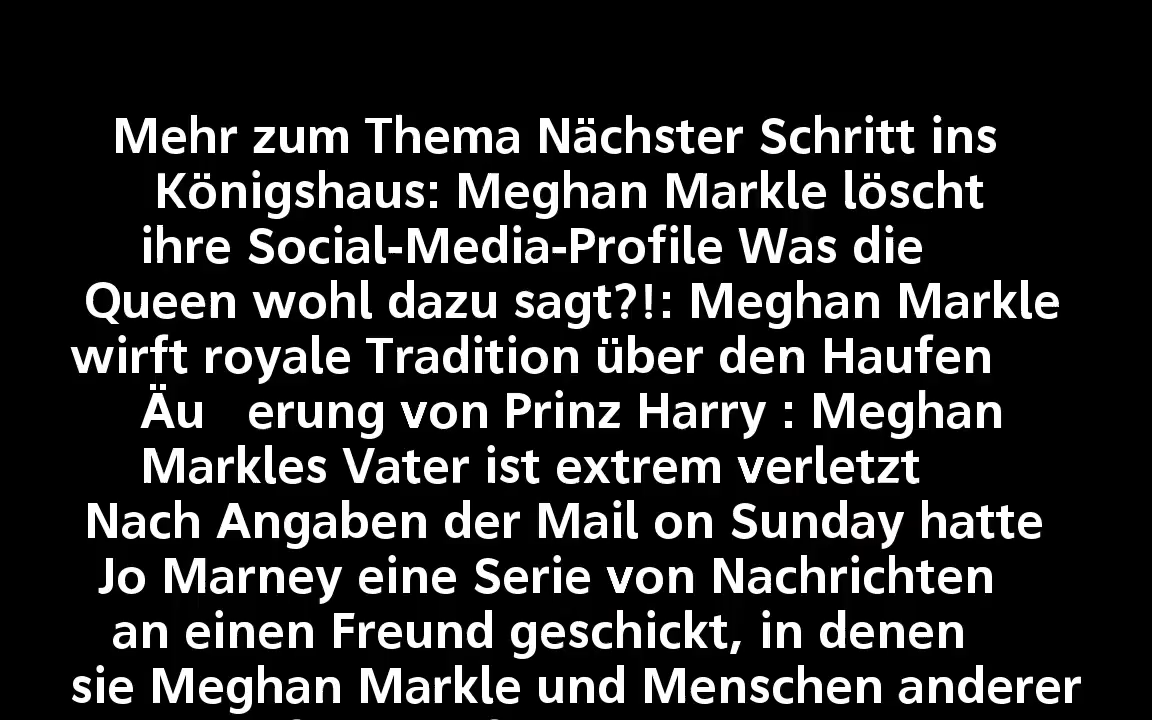 Mehr zum Thema Nächster Schritt ins
Königshaus: Meghan Markle löscht
ihre Social-Media-Profile Was die
Queen wohl dazu sagt?!: Meghan Markle
wirft royale Tradition über den Haufen
Äu erung von Prinz Harry : Meghan
Markles Vater ist extrem verletzt
Nach Angaben der Mail on Sunday hatte
Jo Marney eine Serie von Nachrichten
an einen Freund geschickt, in denen
sie Meghan Markle und Menschen anderer